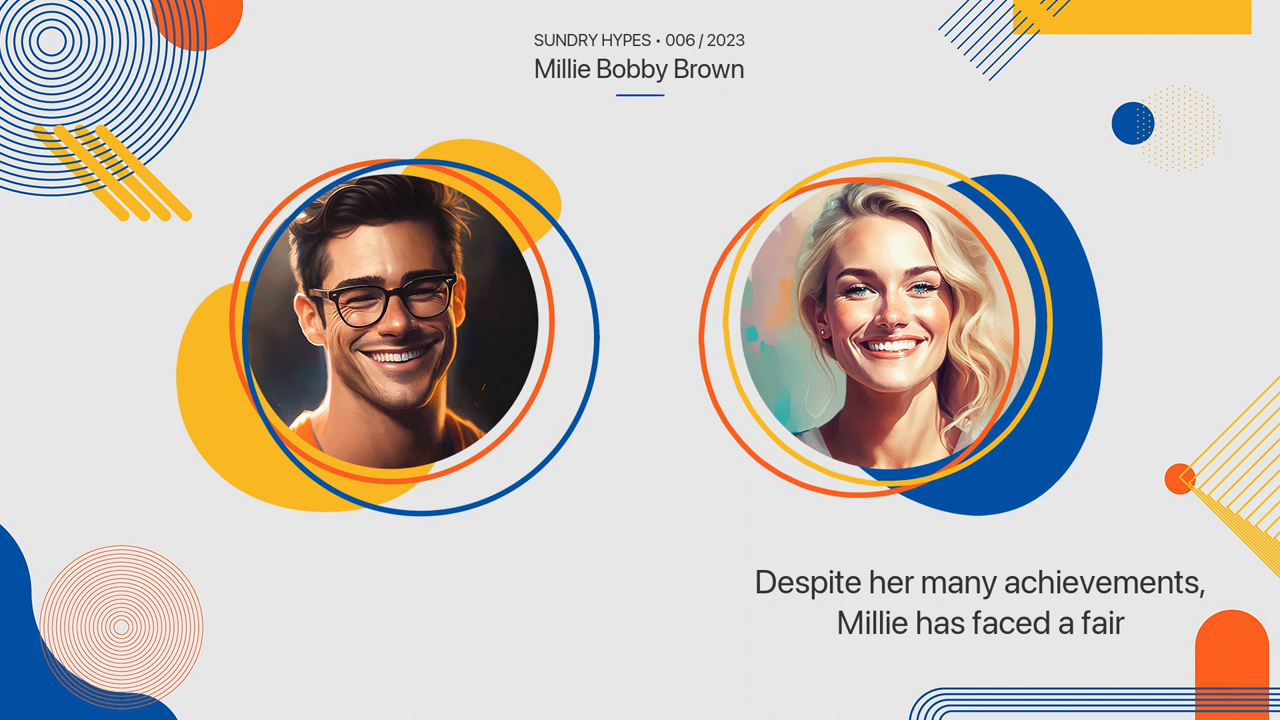 SUNDRY HYPES • 006 / 2023
Millie Bobby Brown
Despite her many achievements,
Millie has faced a fair